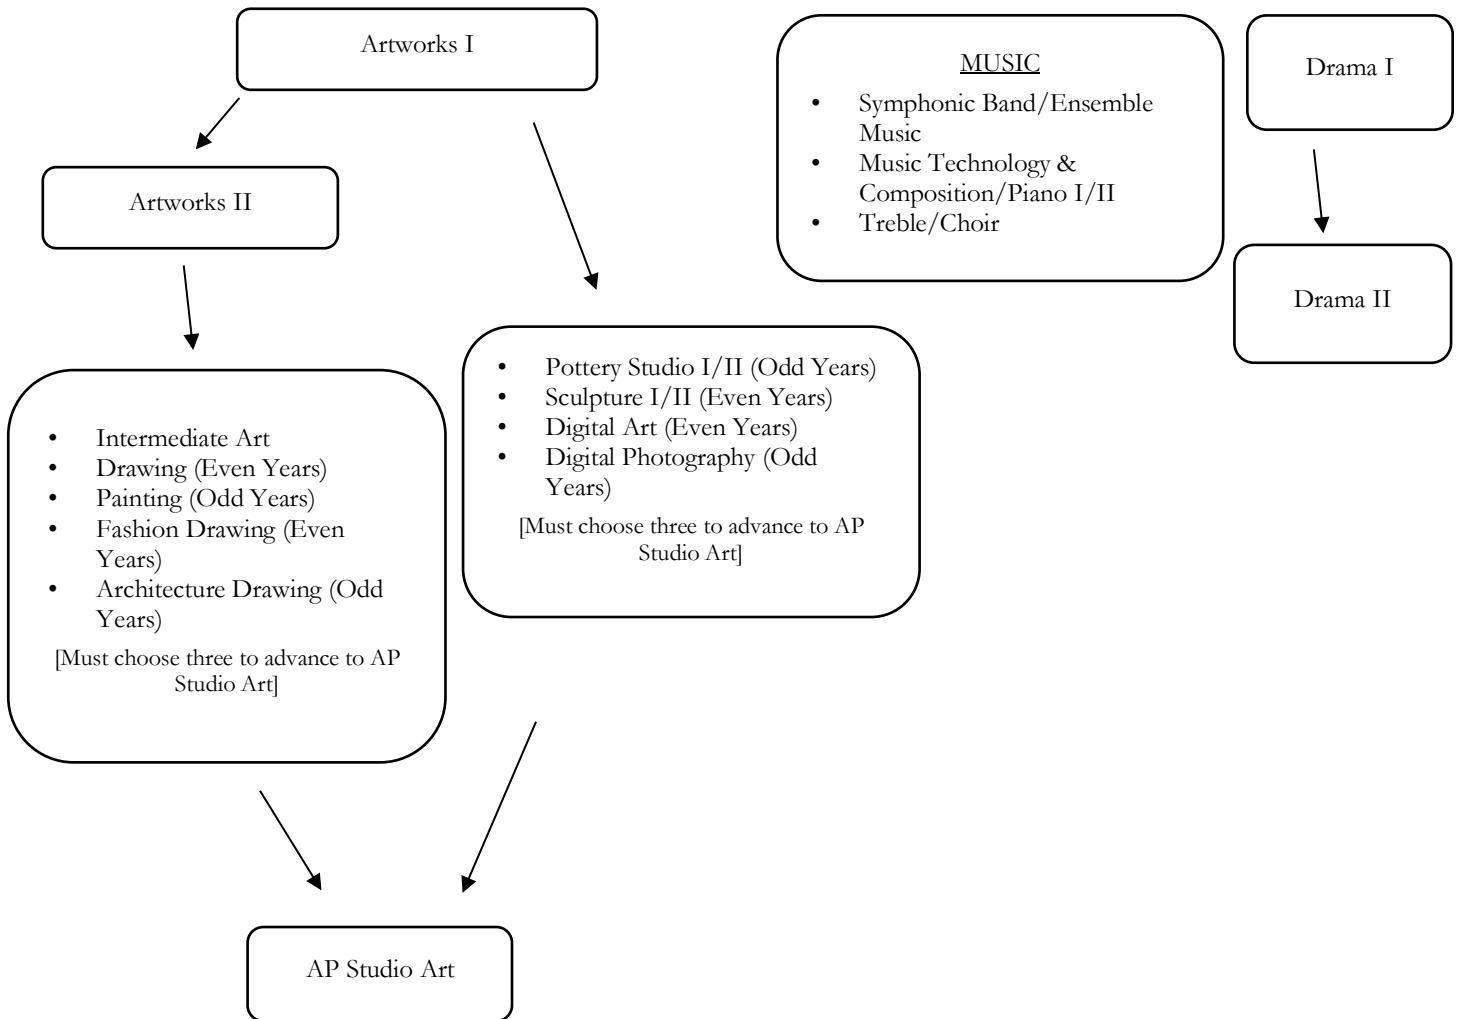 Artworks I
Artworks II
• Intermediate Art
• Drawing (Even Years)
• Painting (Odd Years)
• Fashion Drawing (Even
Years)
• Architecture Drawing (Odd
Years)
[Must choose three to advance to AP
Studio Art]
• Pottery Studio I/II (Odd Years)
• Sculpture I/II (Even Years)
• Digital Art (Even Years)
• Digital Photography (Odd
Years)
[Must choose three to advance to AP
Studio Art]
AP Studio Art
MUSIC
• Symphonic Band/Ensemble
Music
• Music Technology &
Composition/Piano I/II
• Treble/Choir
Drama I
Drama II